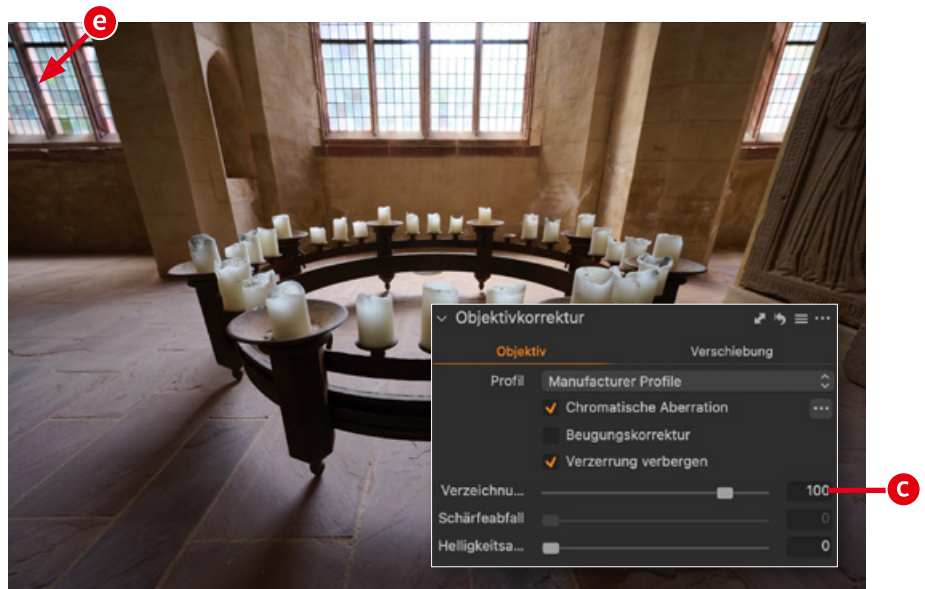 e
Objektivkorrektur
Objektiv Verschiebung
Profil Manufacturer Profile
Chromatische Aberration
Beugungskorrektur
Verzerrung verbergen
Verzeichnu... 100 C
Schärfeabfall 0
Helligkeitsa... 0